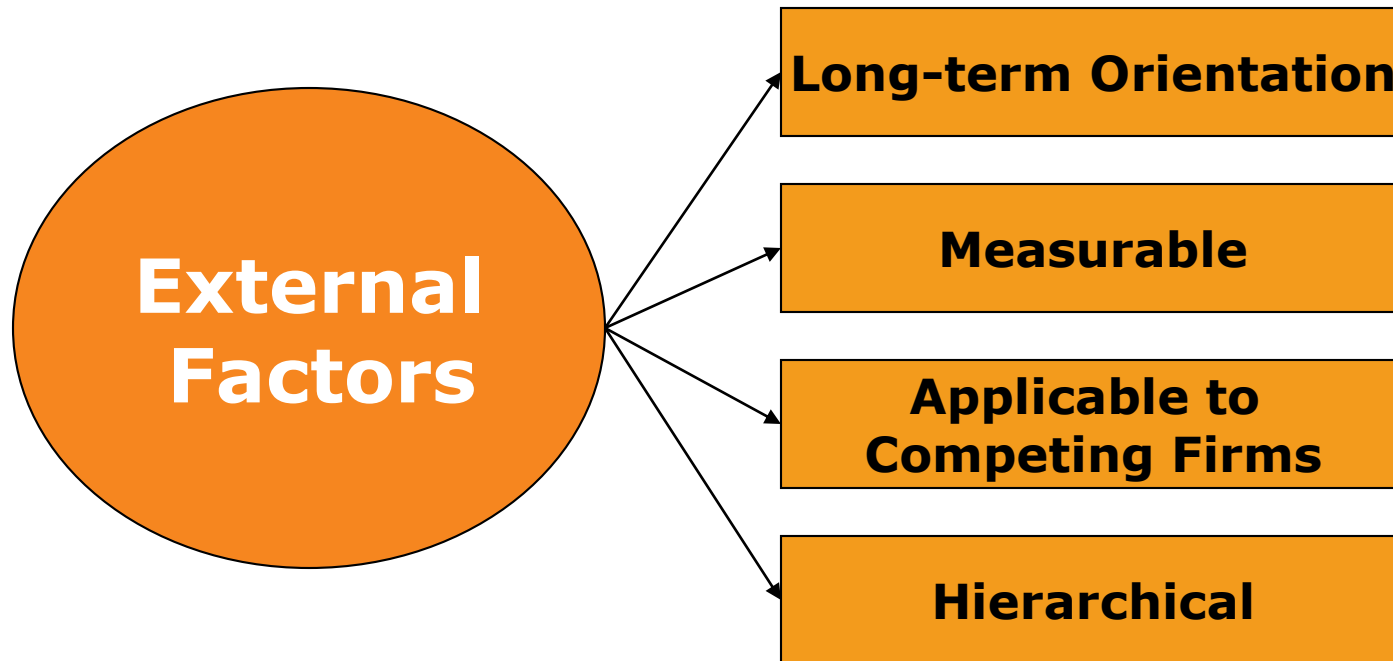 External
Factors
Long-term Orientation
Measurable
Applicable to
Competing Firms
Hierarchical